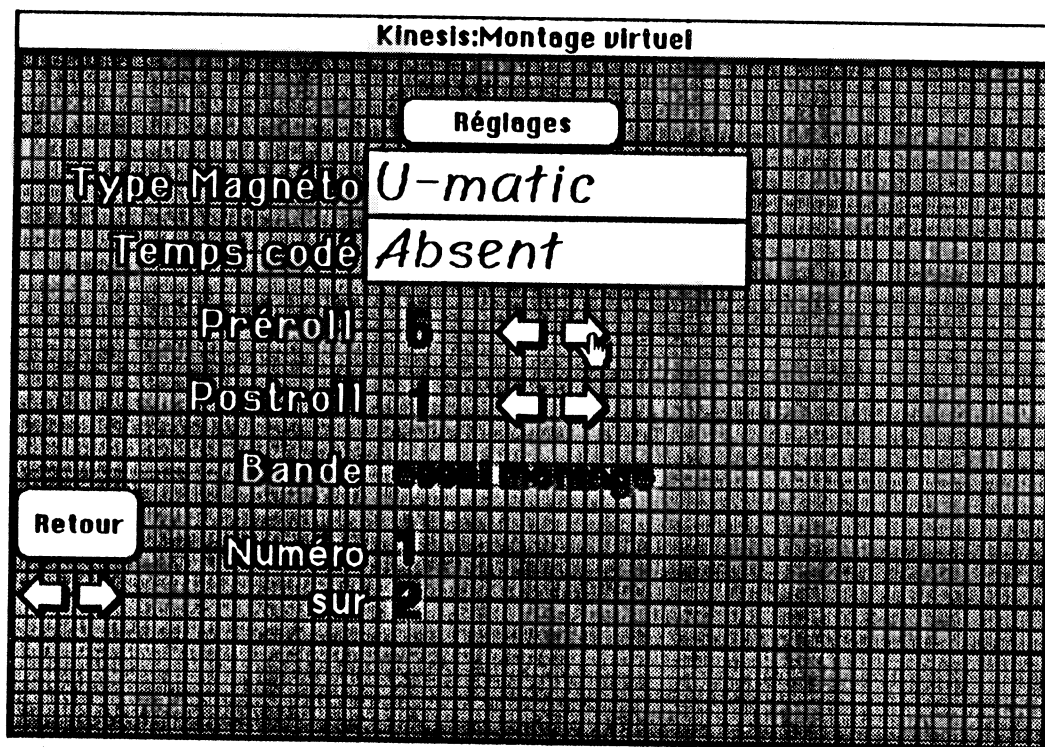 Kinesis:Montage virtuel
Réglages
Type Magnéto U-matic
Temps codé Absent
Préroll 6
Postroll 1
Bande essai montage
Retour
Numéro 1
sur 2